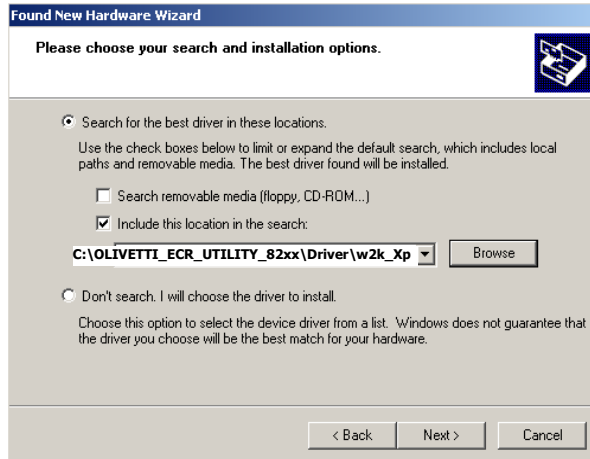 Found New Hardware Wizard
Please choose your search and installation options.
Search for the best driver in these locations.
Use the check boxes below to limit or expand the default search, which includes local
paths and removable media. The best driver found will be installed.
Search removable media (floppy, CD-ROM...)
Include this location in the search:
C:\OLIVETTI_ECR_UTILITY_82xx\Driver\w2k_Xp
Browse
Don't search. I will choose the driver to install.
Choose this option to select the device driver from a list. Windows does not guarantee that
the driver you choose will be the best match for your hardware.
< Back Next > Cancel